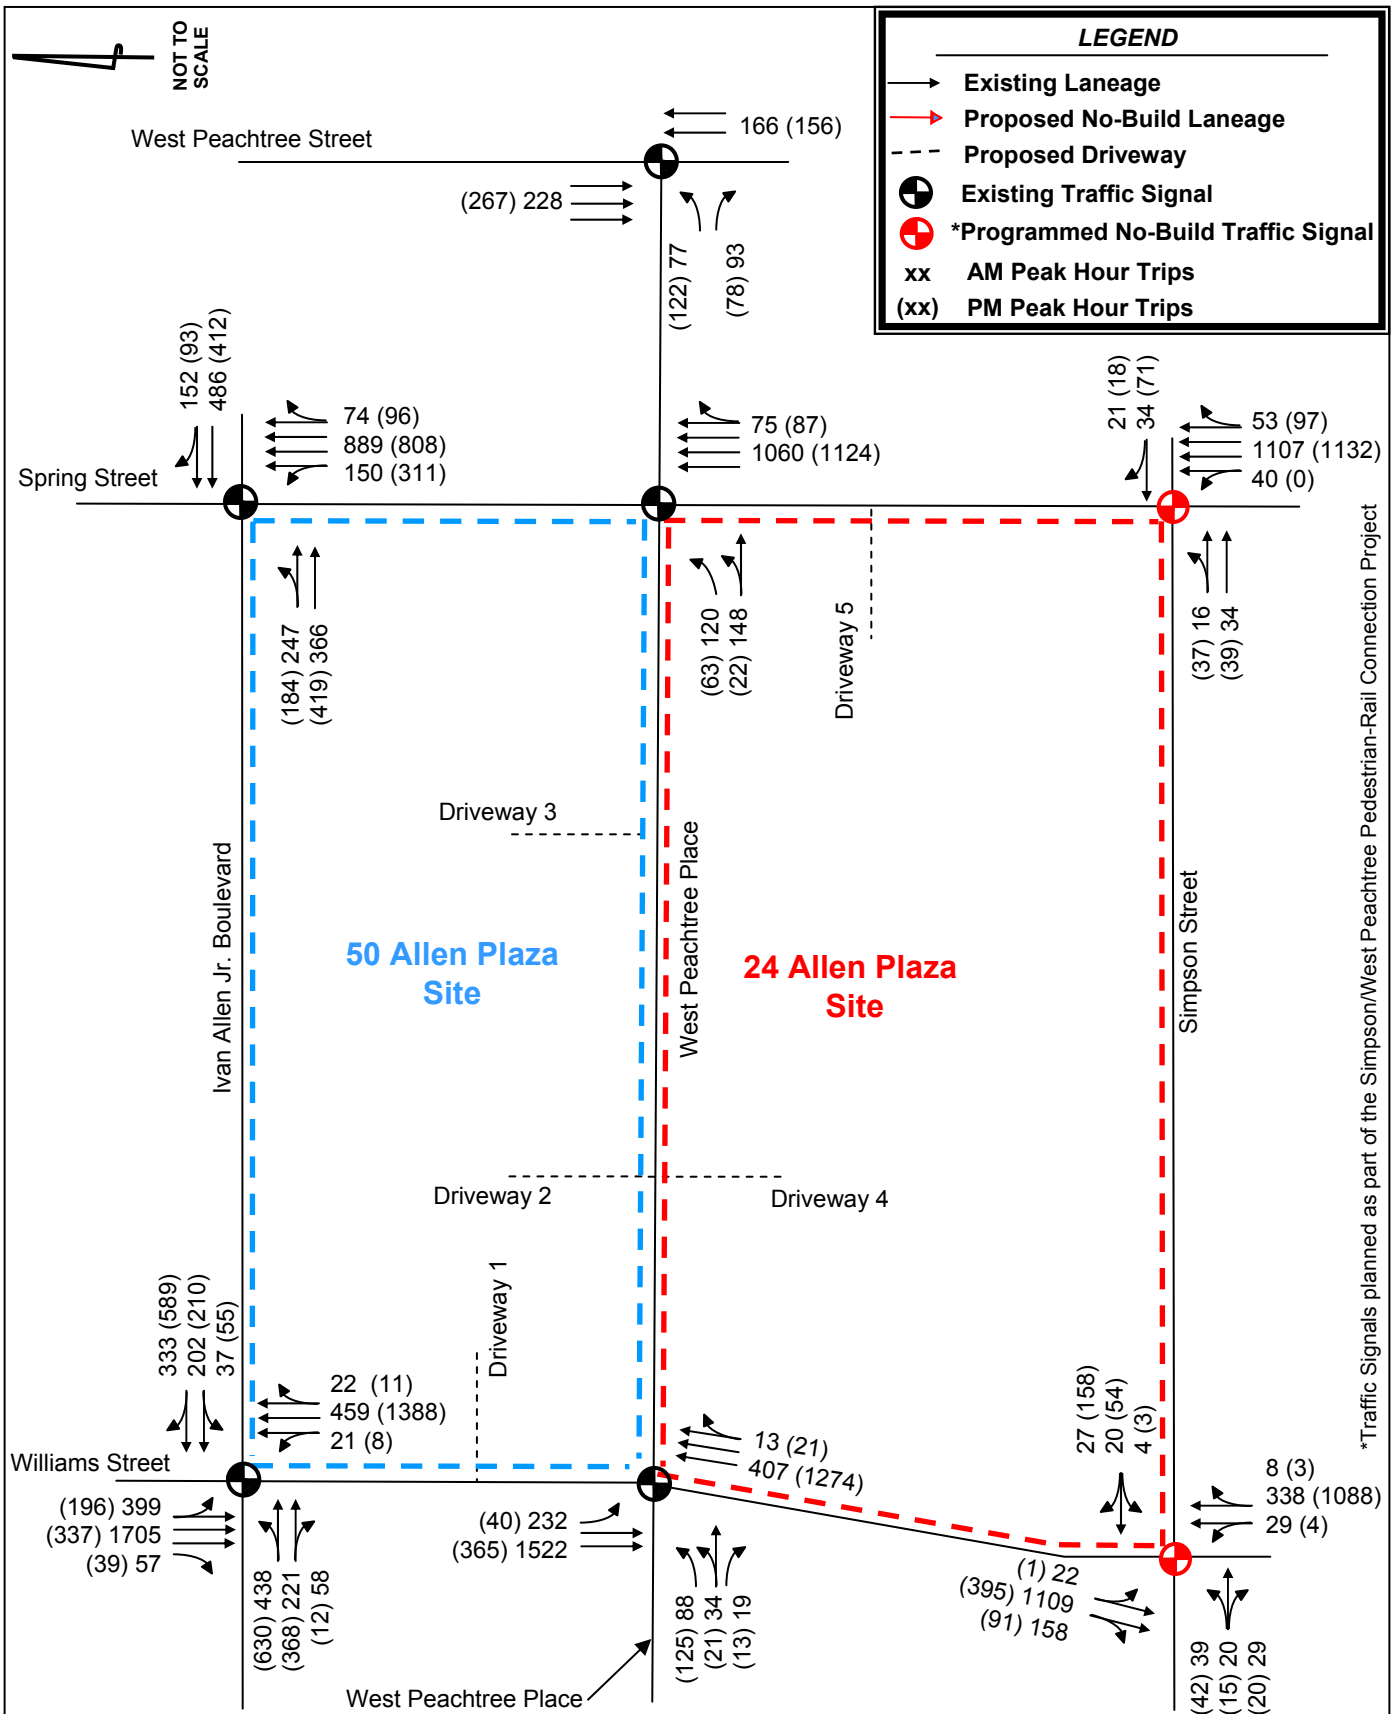 NOT TO
SCALE
LEGEND
Existing Laneage
Proposed No-Build Laneage
Proposed Driveway
Existing Traffic Signal
*Programmed No-Build Traffic Signal
xx AM Peak Hour Trips
(xx) PM Peak Hour Trips
West Peachtree Street
166 (156)
(267) 228
(122) 77
(78) 93
152 (93)
486 (412)
74 (96)
889 (808)
150 (311)
75 (87)
1060 (1124)
21 (18)
34 (71)
53 (97)
1107 (1132)
40 (0)
Spring Street
(184) 247
(419) 366
(63) 120
(22) 148
Driveway 5
(37) 16
(39) 34
Driveway 3
Ivan Allen Jr. Boulevard
50 Allen Plaza
Site
West Peachtree Place
24 Allen Plaza
Site
Simpson Street
*Traffic Signals planned as part of the Simpson/West Peachtree Pedestrian-Rail Connection Project
Driveway 2
Driveway 4
Driveway 1
333 (589)
202 (210)
37 (55)
22 (11)
459 (1388)
21 (8)
13 (21)
407 (1274)
27 (158)
20 (54)
4 (3)
8 (3)
338 (1088)
29 (4)
Williams Street
(196) 399
(337) 1705
(39) 57
(630) 438
(368) 221
(12) 58
(40) 232
(365) 1522
(125) 88
(21) 34
(13) 19
(1) 22
(395) 1109
(91) 158
(42) 39
(15) 20
(20) 29
West Peachtree Place